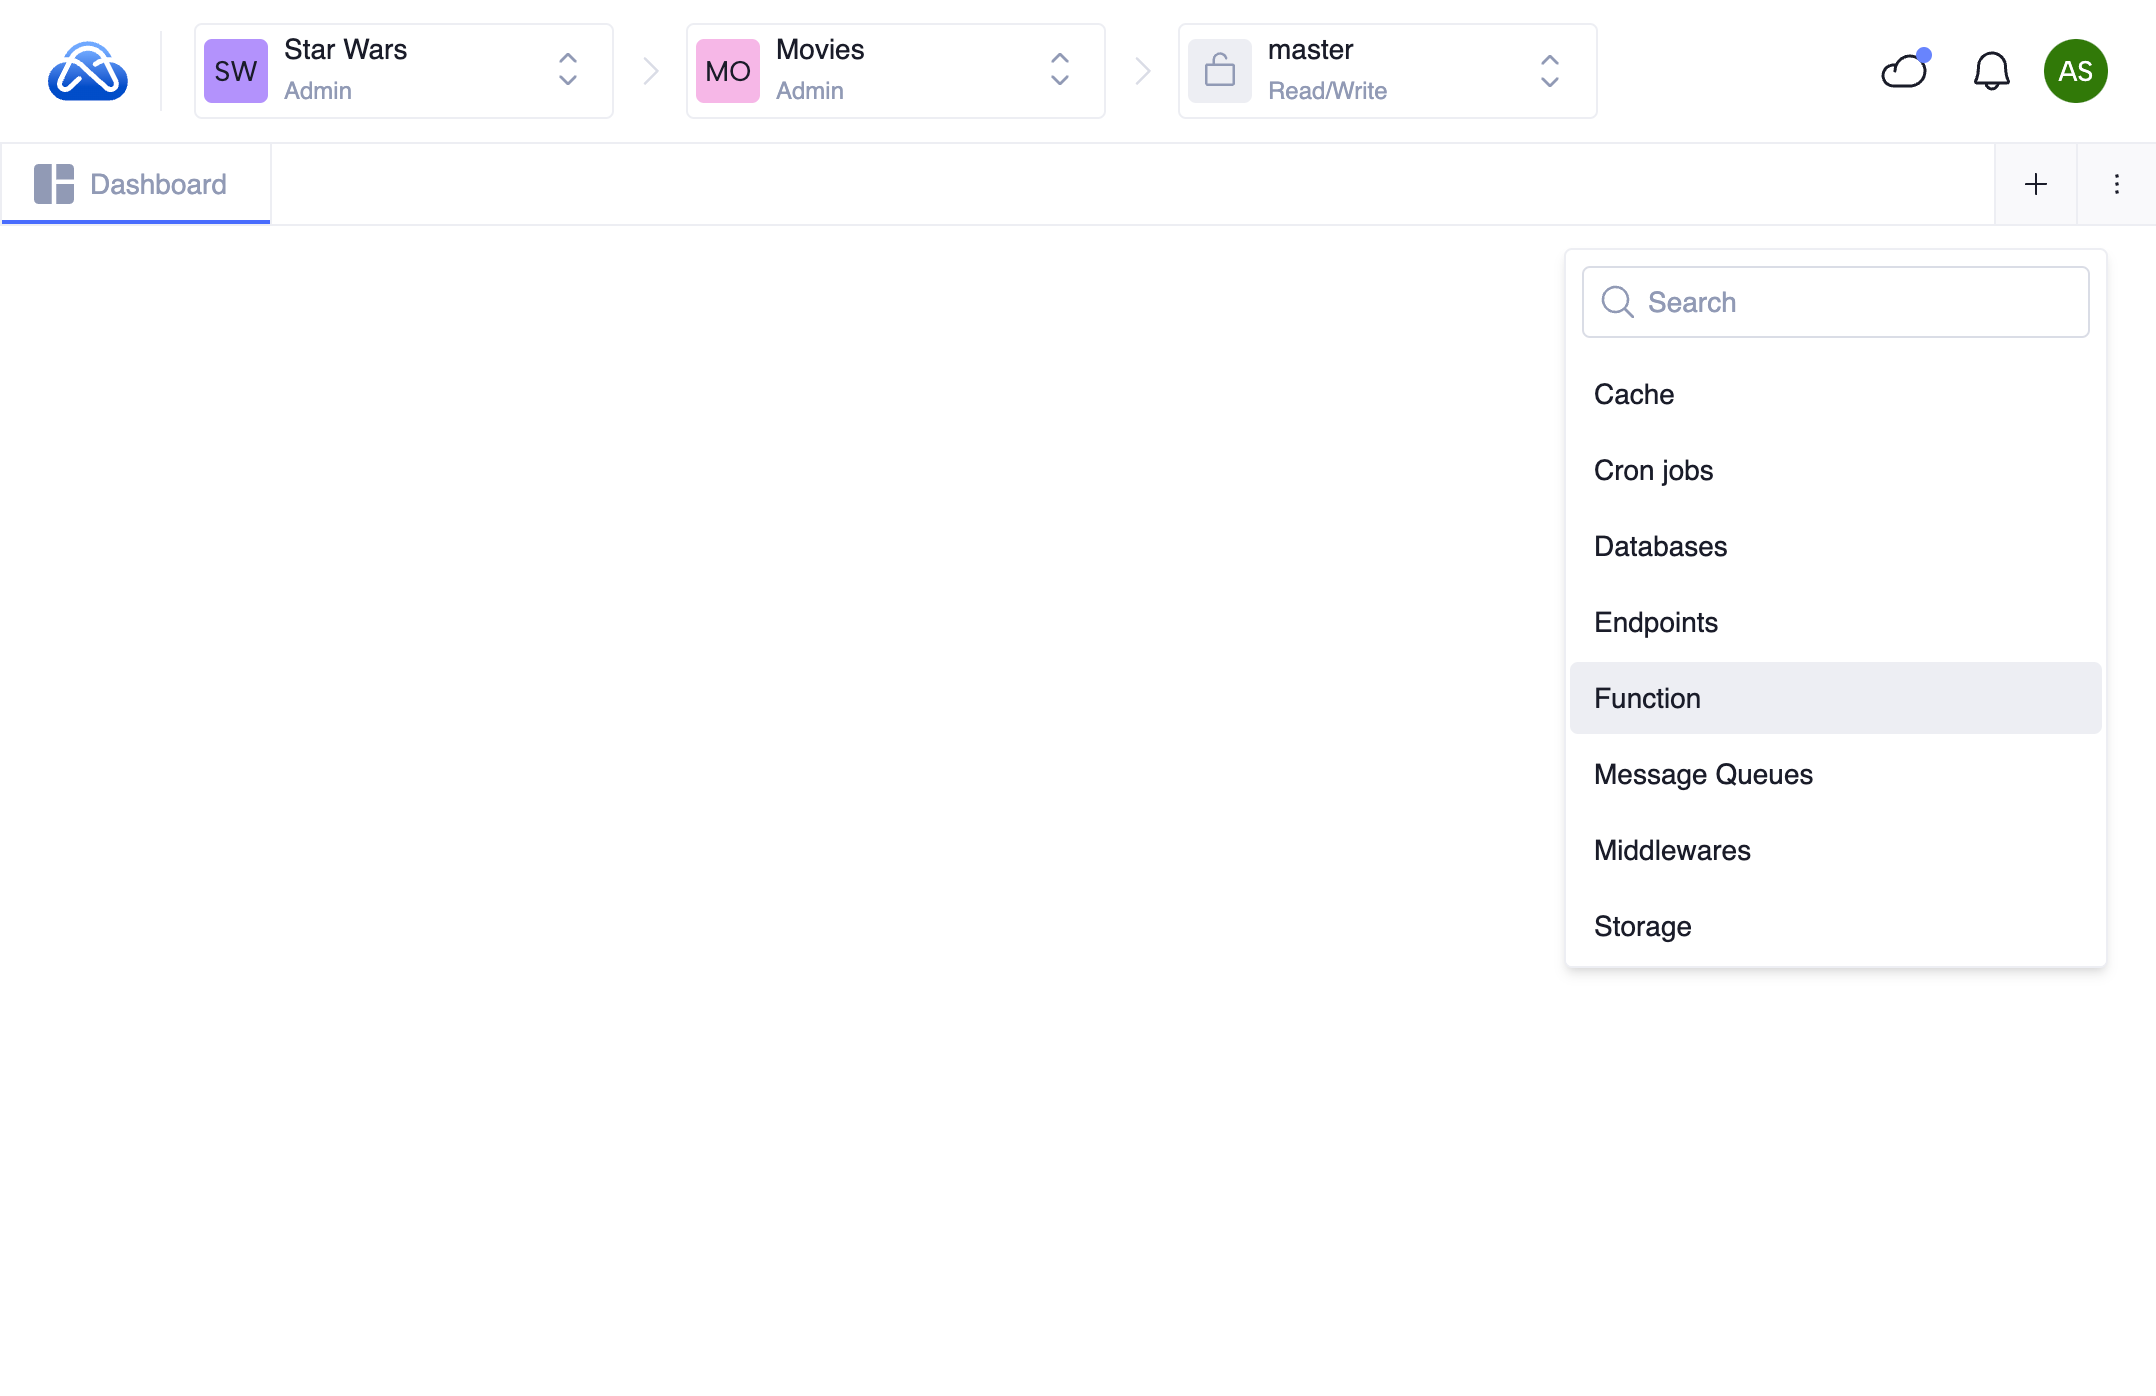 SW
Star Wars
Admin
MO
Movies
Admin
master
Read/Write
AS
Dashboard
Search
Cache
Cron jobs
Databases
Endpoints
Function
Message Queues
Middlewares
Storage